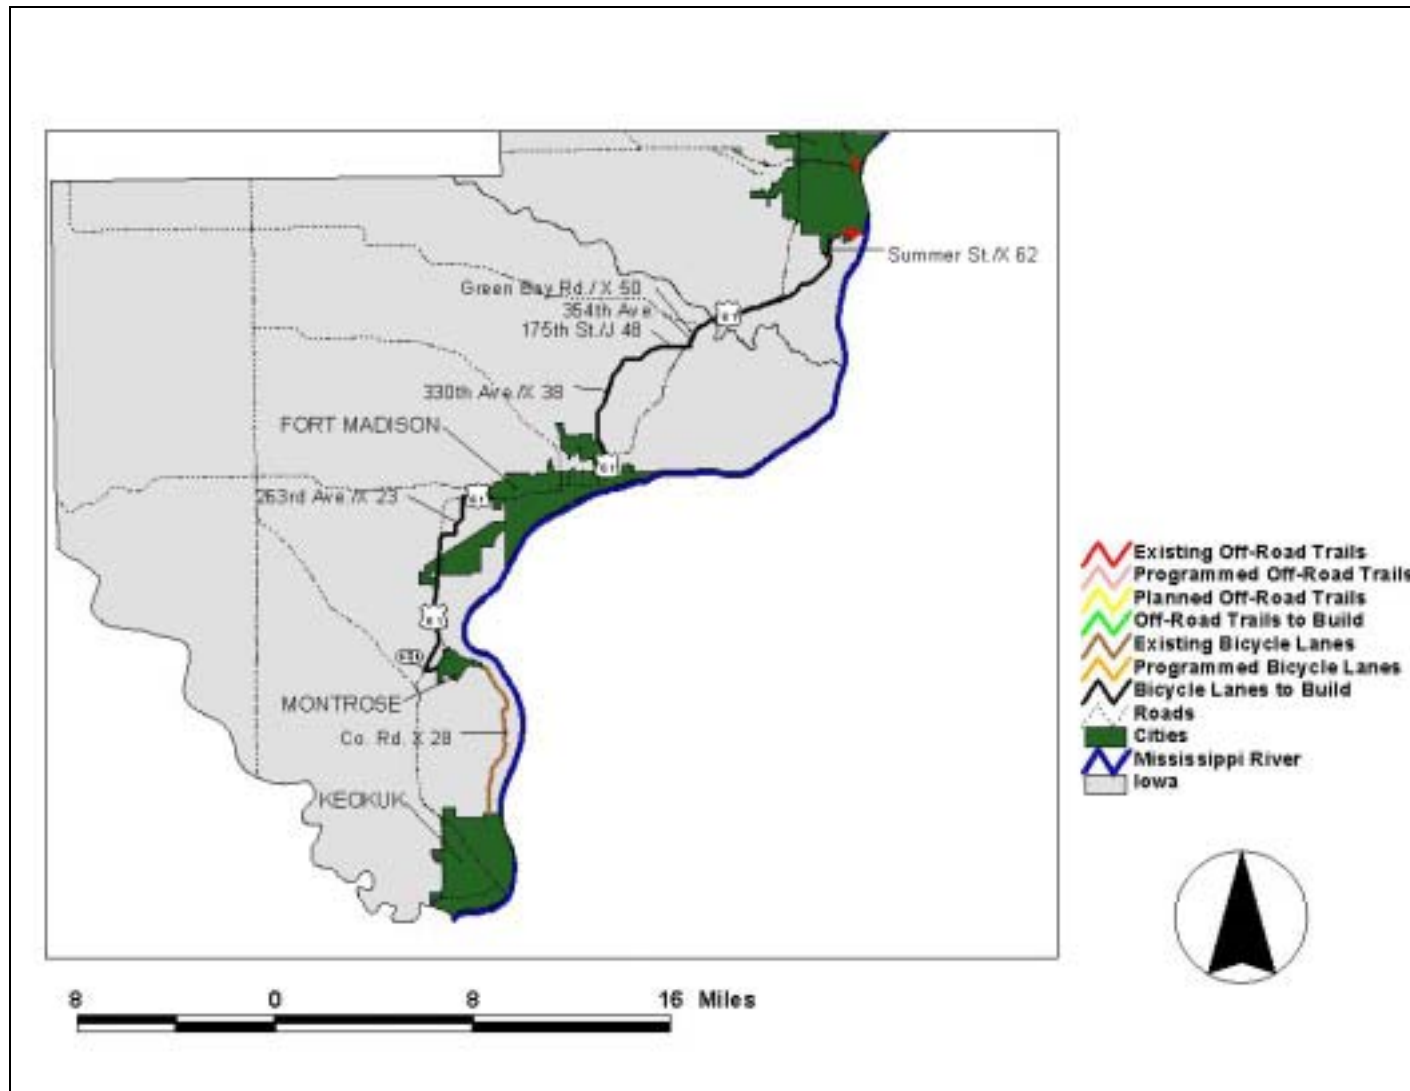 Summer St./X 62
Green Bay Rd./ X 50
354th Ave
175th St./J 48
330th Ave./X 38
61
FORT MADISON
61
263rd Ave./X 23
61
61
MONTROSE
Co. Rd. X 28
KEOKUK
Existing Off-Road Trails
Programmed Off-Road Trails
Planned Off-Road Trails
Off-Road Trails to Build
Existing Bicycle Lanes
Programmed Bicycle Lanes
Bicycle Lanes to Build
Roads
Cities
Mississippi River
Iowa
8 0 8 16 Miles